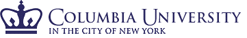 COLUMBIA UNIVERSITY
IN THE CITY OF NEW YORK